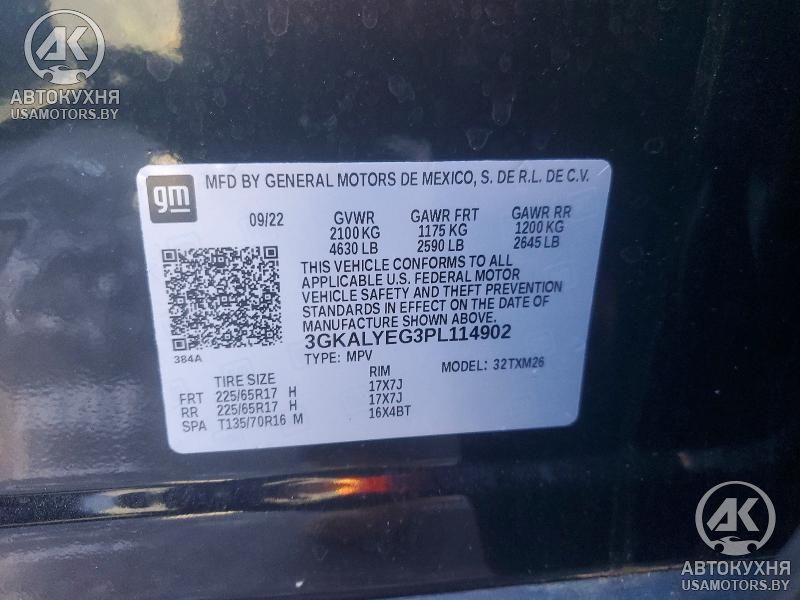 AK
АВТОКУХНЯ
USAMOTORS.BY
gm
MFD BY GENERAL MOTORS DE MEXICO, S. DE R.L. DE C.V.
09/22 GVWR GAWR FRT GAWR RR
2100 KG 1175 KG 1200 KG
4630 LB 2590 LB 2645 LB
THIS VEHICLE CONFORMS TO ALL
APPLICABLE U.S. FEDERAL MOTOR
VEHICLE SAFETY AND THEFT PREVENTION
STANDARDS IN EFFECT ON THE DATE OF
MANUFACTURE SHOWN ABOVE.
3GKALYEG3PL114902
384A TYPE: MPV MODEL: 32TXM26
TIRE SIZE RIM
FRT 225/65R17 H 17X7J
RR 225/65R17 H 17X7J
SPA T135/70R16 M 16X4BT
AK
АВТОКУХНЯ
USAMOTORS.BY